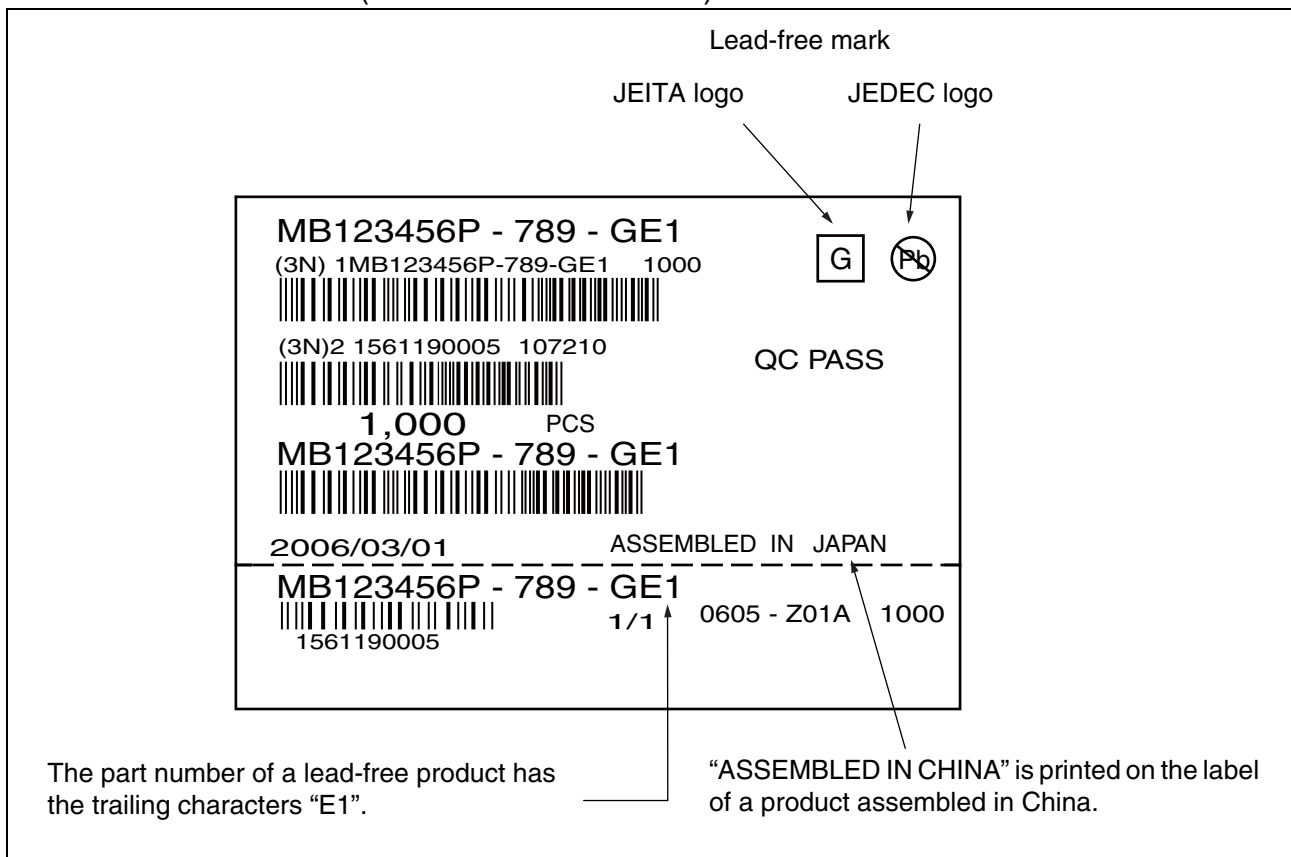 Lead-free mark
JEITA logo JEDEC logo
MB123456P - 789 - GE1
(3N) 1MB123456P-789-GE1 1000
G Pb
(3N)2 1561190005 107210
QC PASS
1,000 PCS
MB123456P - 789 - GE1
2006/03/01 ASSEMBLED IN JAPAN
MB123456P - 789 - GE1
1/1 0605 - Z01A 1000
1561190005
The part number of a lead-free product has
the trailing characters “E1”.
“ASSEMBLED IN CHINA” is printed on the label
of a product assembled in China.